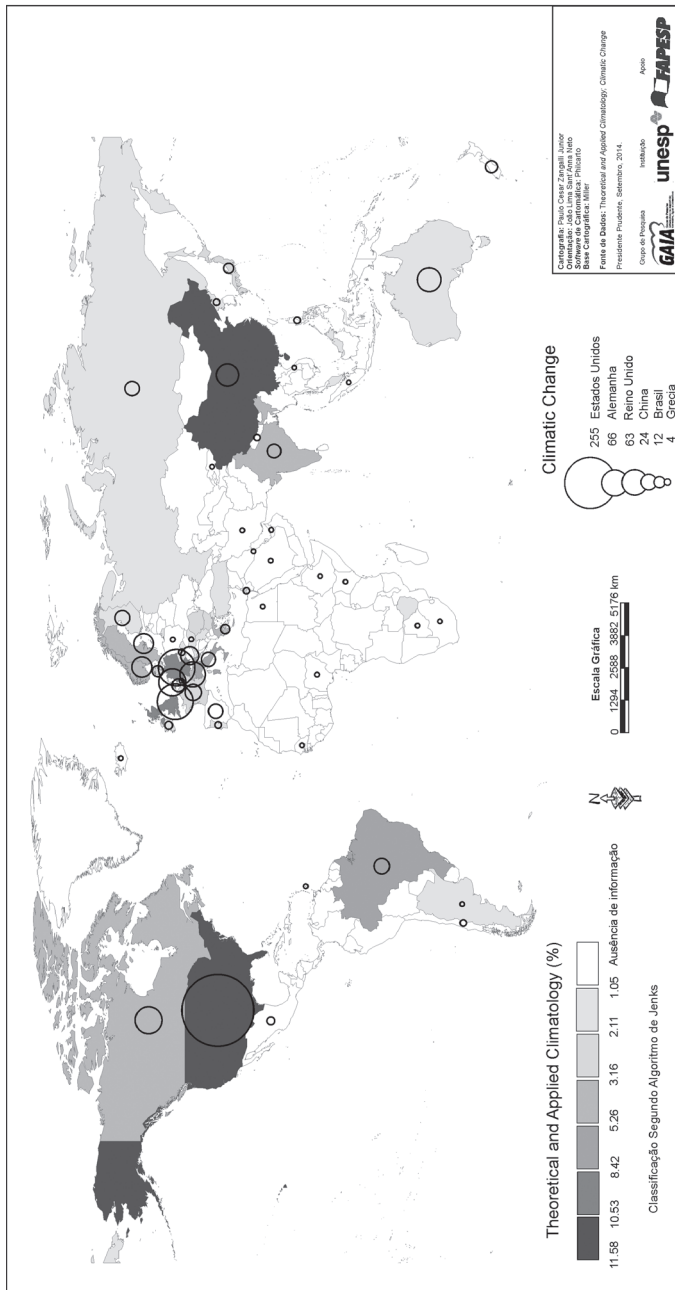 Theoretical and Applied Climatology (%)
11.58 10.53 8.42 5.26 3.16 2.11 1.05 Ausência de informação
Classificação Segundo Algoritmo de Jenks
N
Escala Gráfica
0 1294 2588 3882 5176 km
Climatic Change
255 Estados Unidos
66 Alemanha
63 Reino Unido
24 China
12 Brasil
4 Grecia
Cartografia: Paulo Cesar Zangalli Junior
Orientação: João Lima Sant'Anna Neto
Software de Cartomática: Philcarto
Base Cartográfica: Miller
Fonte de Dados: Theoretical and Applied Climatology; Climatic Change
Presidente Prudente, Setembro, 2014.
Grupo de Pesquisa Instituição Apoio
GAIA unesp FAPESP